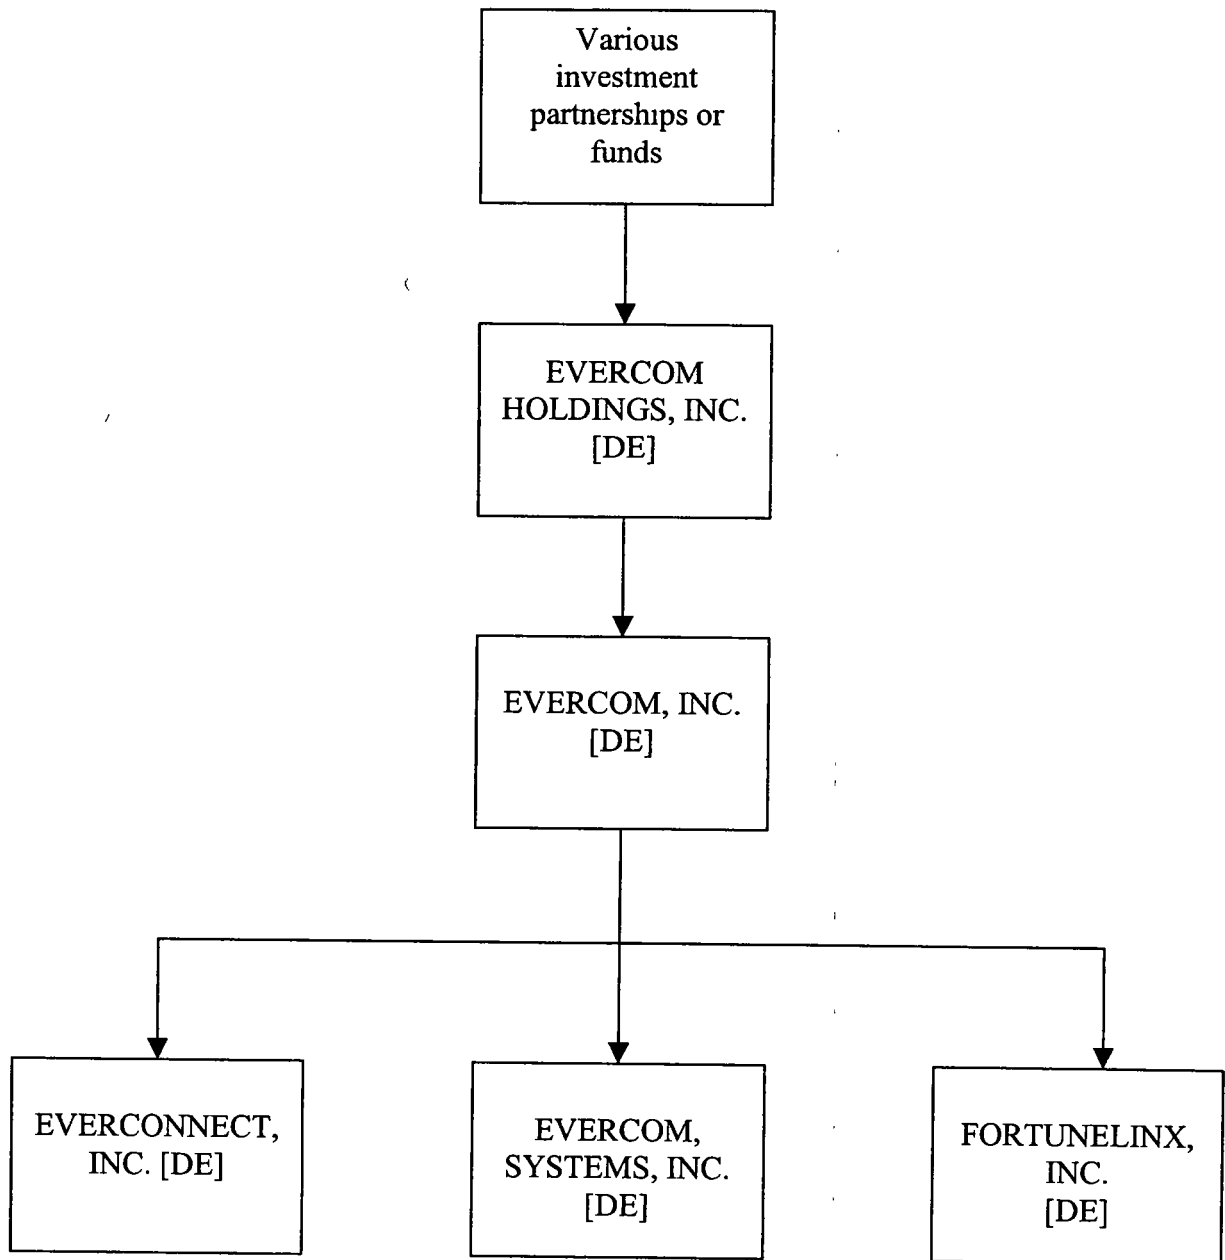 Various
investment
partnerships or
funds
EVERCOM
HOLDINGS, INC.
[DE]
EVERCOM, INC.
[DE]
EVERCONNECT,
INC. [DE]
EVERCOM,
SYSTEMS, INC.
[DE]
FORTUNELINX,
INC.
[DE]